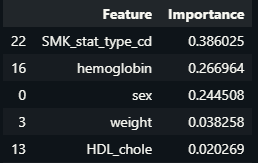 Feature Importance
22 SMK_stat_type_cd 0.386025
16 hemoglobin 0.266964
0 sex 0.244508
3 weight 0.038258
13 HDL_chole 0.020269